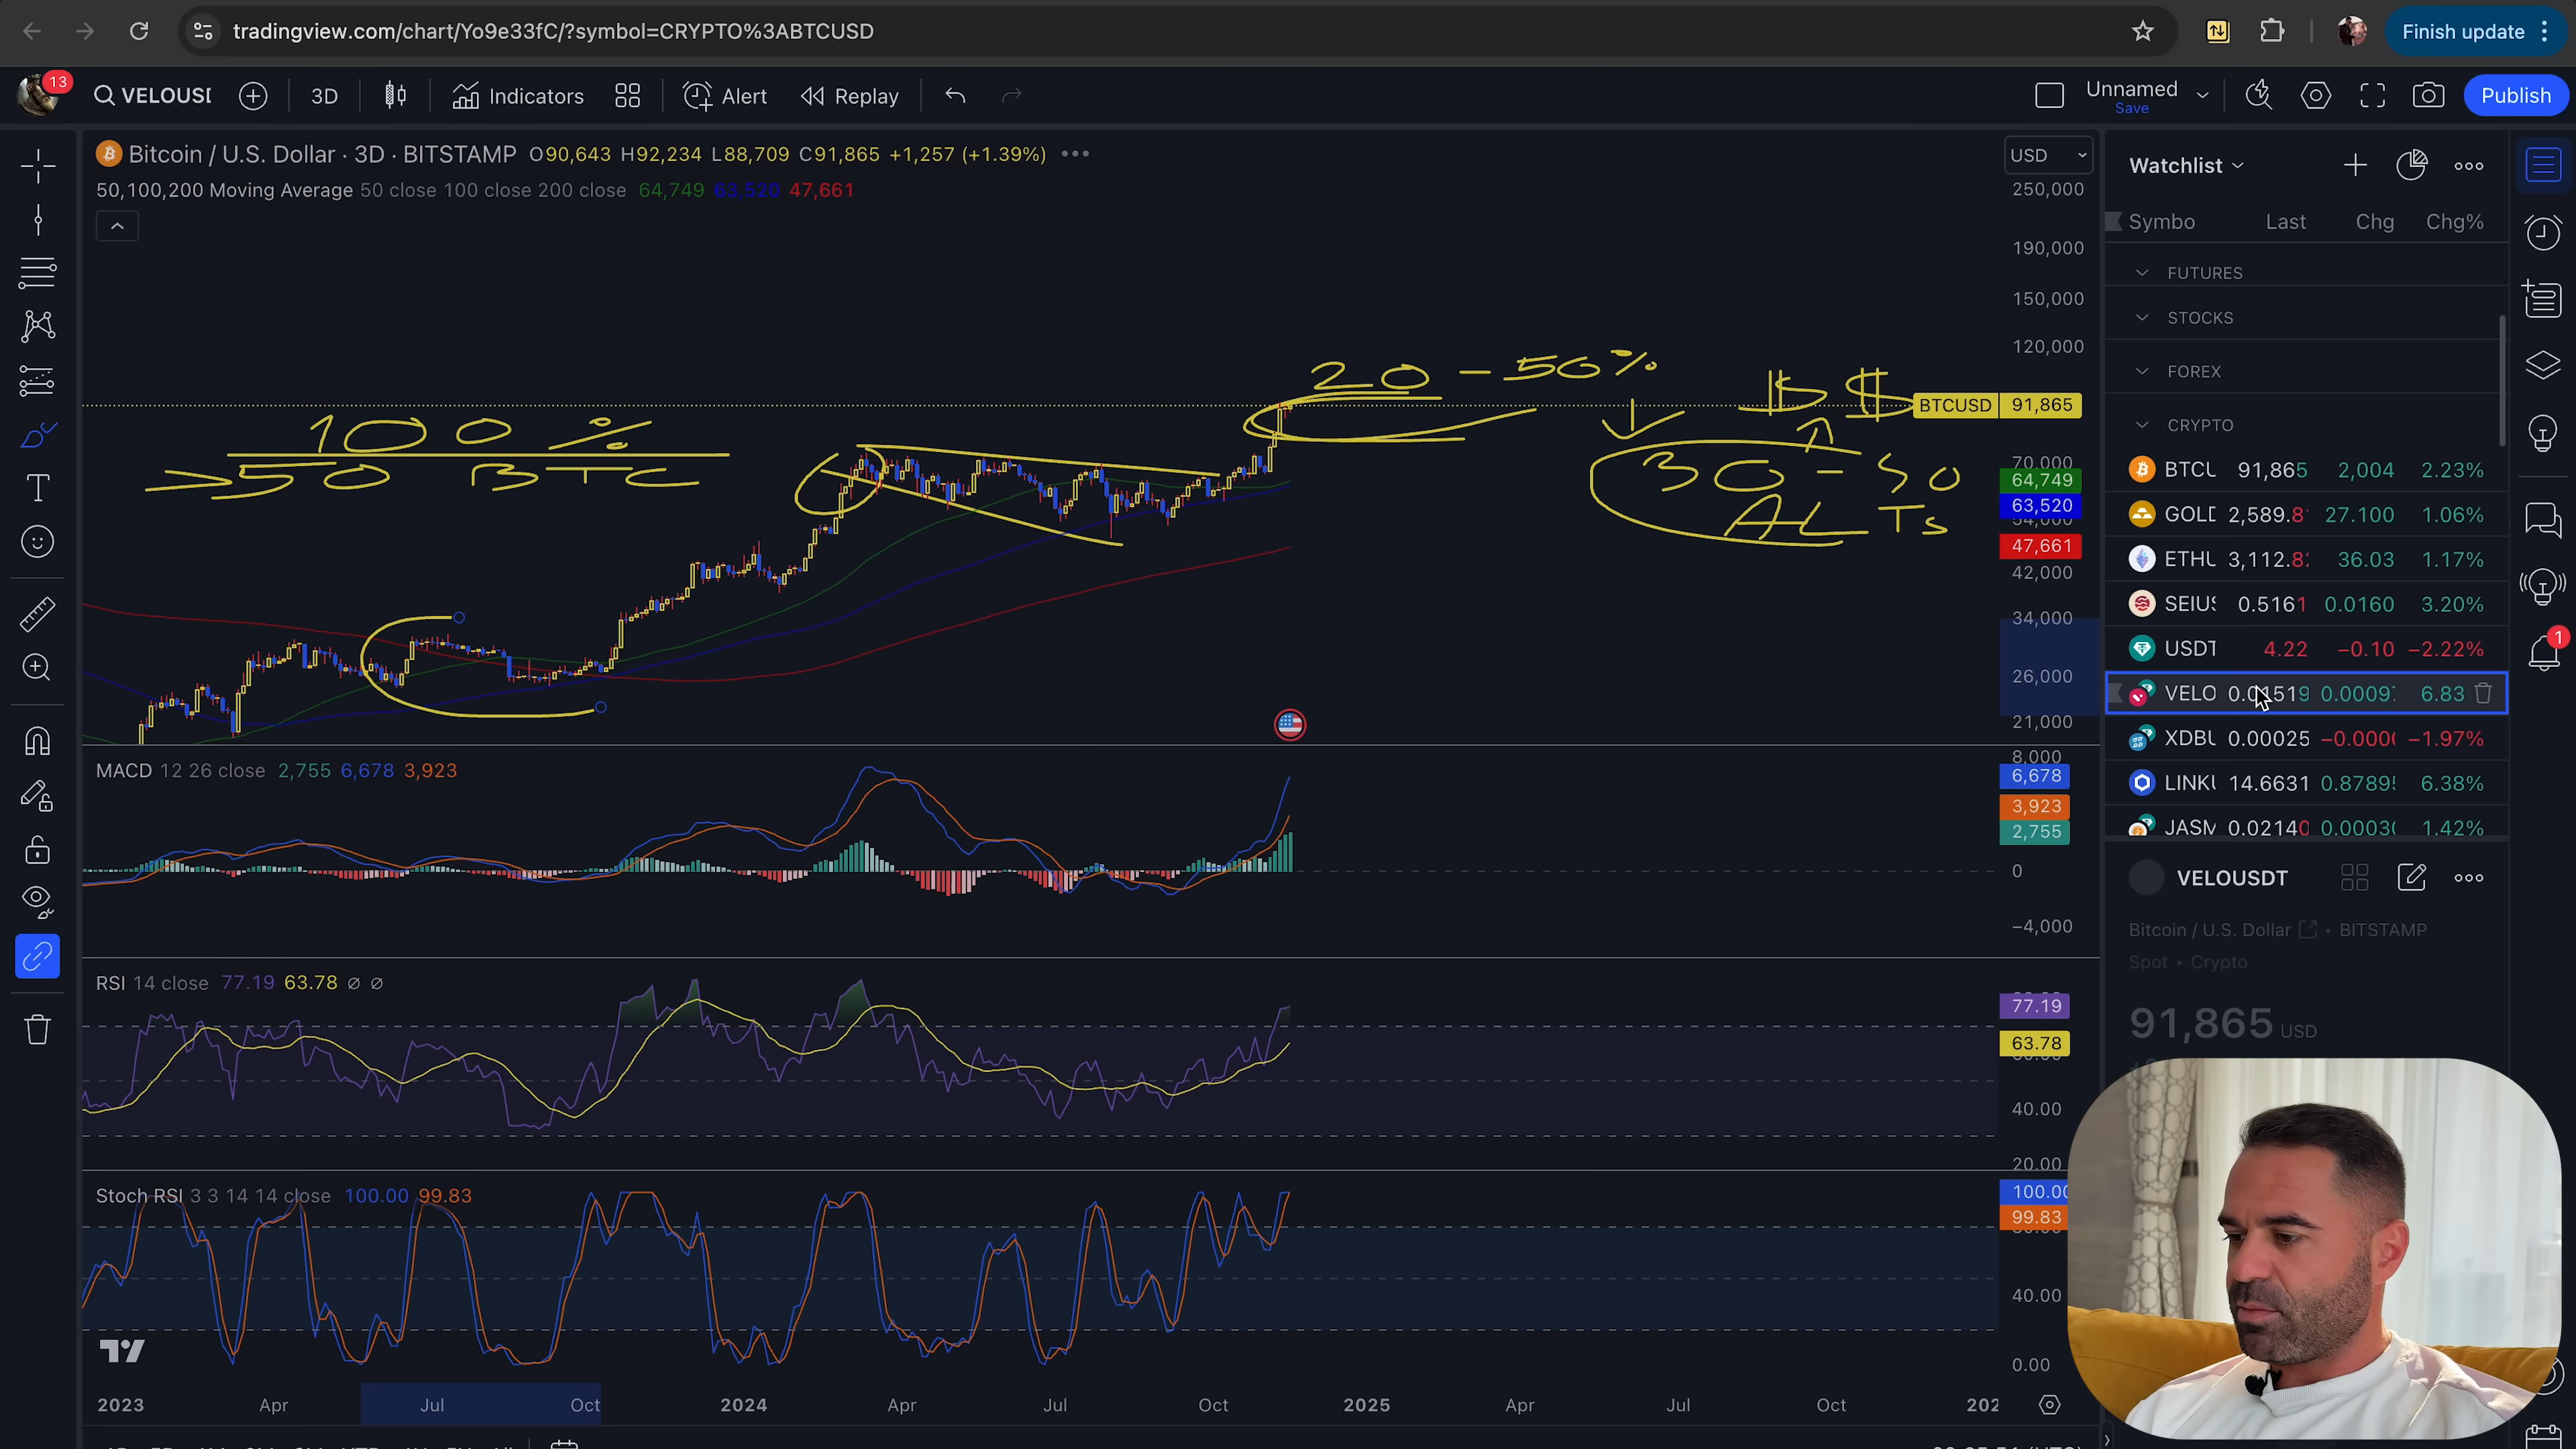 tradingview.com/chart/Yo9e33fC/?symbol=CRYPTO%3ABTCUSD
Finish update
13
VELOUSI
3D
Indicators
Alert
Replay
Unnamed
Save
Publish
Bitcoin / U.S. Dollar · 3D · BITSTAMP O90,643 H92,234 L88,709 C91,865 +1,257 (+1.39%)
50,100,200 Moving Average 50 close 100 close 200 close 64,749 63,520 47,661
USD
250,000
190,000
150,000
120,000
BTCUSD 91,865
70,000
64,749
63,520
47,661
42,000
34,000
26,000
21,000
100%
>50 BTC
20 - 50%
$ $
30 - 50
ALTs
MACD 12 26 close 2,755 6,678 3,923
8,000
6,678
3,923
2,755
0
−4,000
RSI 14 close 77.19 63.78 ∅ ∅
77.19
63.78
40.00
20.00
Stoch RSI 3 3 14 14 close 100.00 99.83
100.00
99.83
40.00
0.00
2023 Apr Jul Oct 2024 Apr Jul Oct 2025 Apr Jul Oct
Watchlist
Symbo Last Chg Chg%
FUTURES
STOCKS
FOREX
CRYPTO
BTCU 91,865 2,004 2.23%
GOLD 2,589.8 27.100 1.06%
ETHU 3,112.82 36.03 1.17%
SEIUS 0.5161 0.0160 3.20%
USDT 4.22 −0.10 −2.22%
VELO 0.01519 0.00097 6.83
XDBU 0.00025 −0.000 −1.97%
LINKU 14.6631 0.87895 6.38%
JASM 0.02140 0.00030 1.42%
VELOUSDT
Bitcoin / U.S. Dollar • BITSTAMP
Spot • Crypto
91,865 USD
1